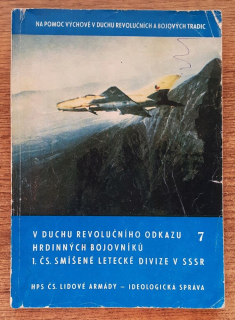 NA POMOC VÝCHOVĚ V DUCHU REVOLUČNÍCH A BOJOVÝCH TRADIC
V DUCHU REVOLUČNÍHO ODKAZU 7
HRDINNÝCH BOJOVNÍKŮ
1. ČS. SMÍŠENÉ LETECKÉ DIVIZE V SSSR
HPS ČS. LIDOVÉ ARMÁDY – IDEOLOGICKÁ SPRÁVA